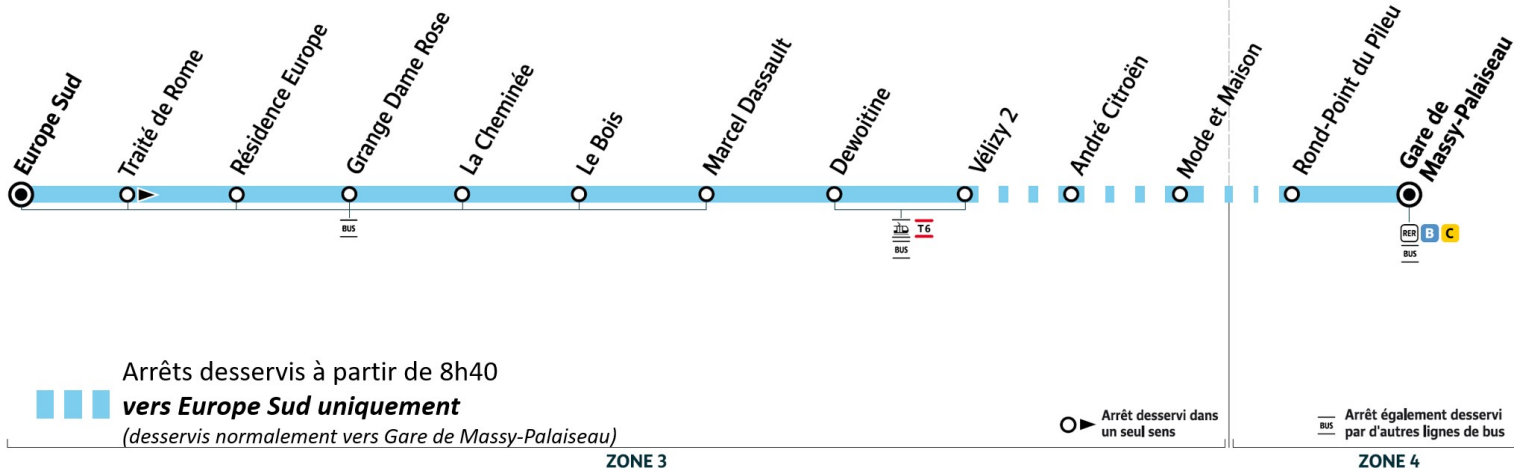 Europe Sud
Traité de Rome
Résidence Europe
Grange Dame Rose
La Cheminée
Le Bois
Marcel Dassault
Dewoitine
Vélizy 2
André Citroën
Mode et Maison
Rond-Point du Pileu
Gare de
Massy-Palaiseau
BUS
T6
BUS
RER B C
BUS
Arrêts desservis à partir de 8h40
vers Europe Sud uniquement
(desservis normalement vers Gare de Massy-Palaiseau)
Arrêt desservi dans
un seul sens
BUS
Arrêt également desservi
par d'autres lignes de bus
ZONE 3
ZONE 4